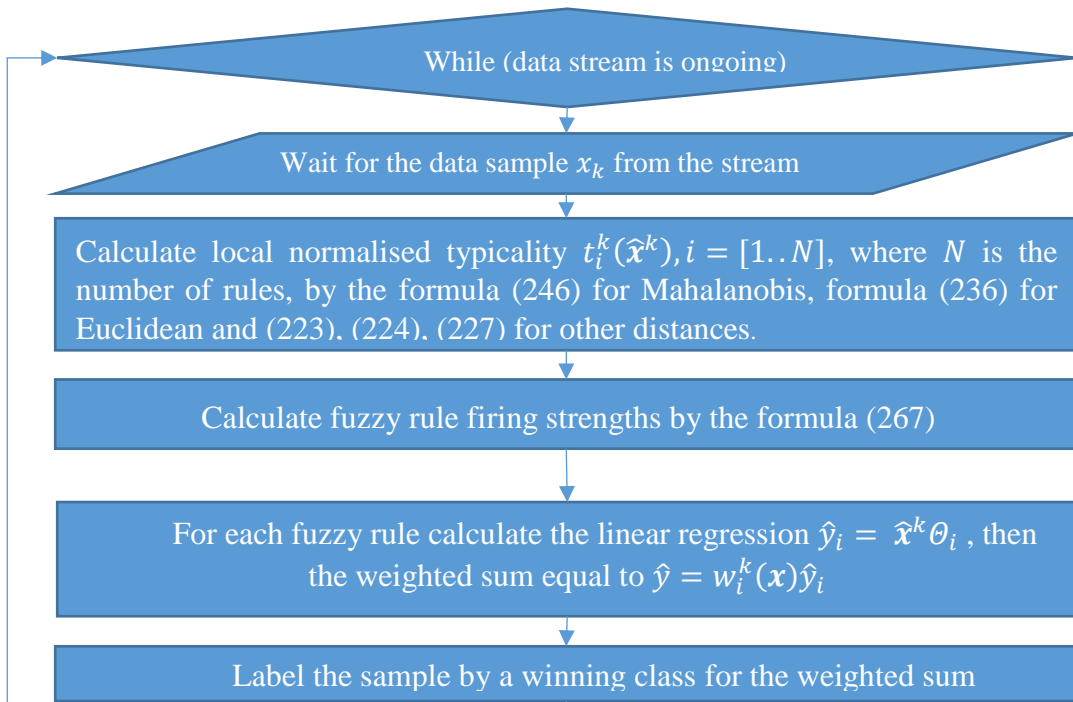 While (data stream is ongoing)
Wait for the data sample x_k from the stream
Calculate local normalised typicality t_i^k(x̂^k), i = [1..N], where N is the
number of rules, by the formula (246) for Mahalanobis, formula (236) for
Euclidean and (223), (224), (227) for other distances.
Calculate fuzzy rule firing strengths by the formula (267)
For each fuzzy rule calculate the linear regression ŷ_i = x̂^k Θ_i , then
the weighted sum equal to ŷ = w_i^k(x)ŷ_i
Label the sample by a winning class for the weighted sum